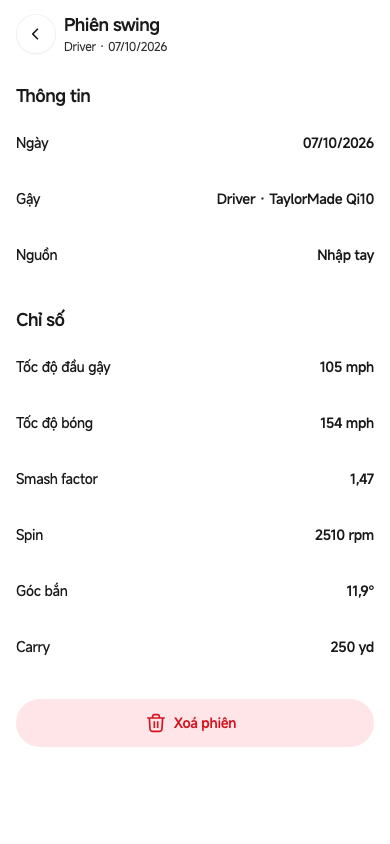 Phiên swing
Driver · 07/10/2026
Thông tin
Ngày 07/10/2026
Gậy Driver · TaylorMade Qi10
Nguồn Nhập tay
Chỉ số
Tốc độ đầu gậy 105 mph
Tốc độ bóng 154 mph
Smash factor 1,47
Spin 2510 rpm
Góc bắn 11,9°
Carry 250 yd
Xoá phiên